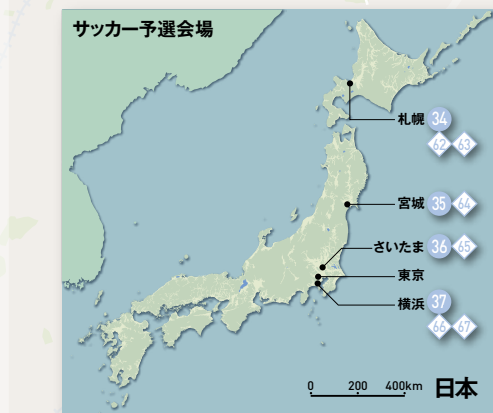 サッカー予選会場
札幌 34
62 63
宮城 35 64
さいたま 36 65
東京
横浜 37
66 67
0 200 400km 日本